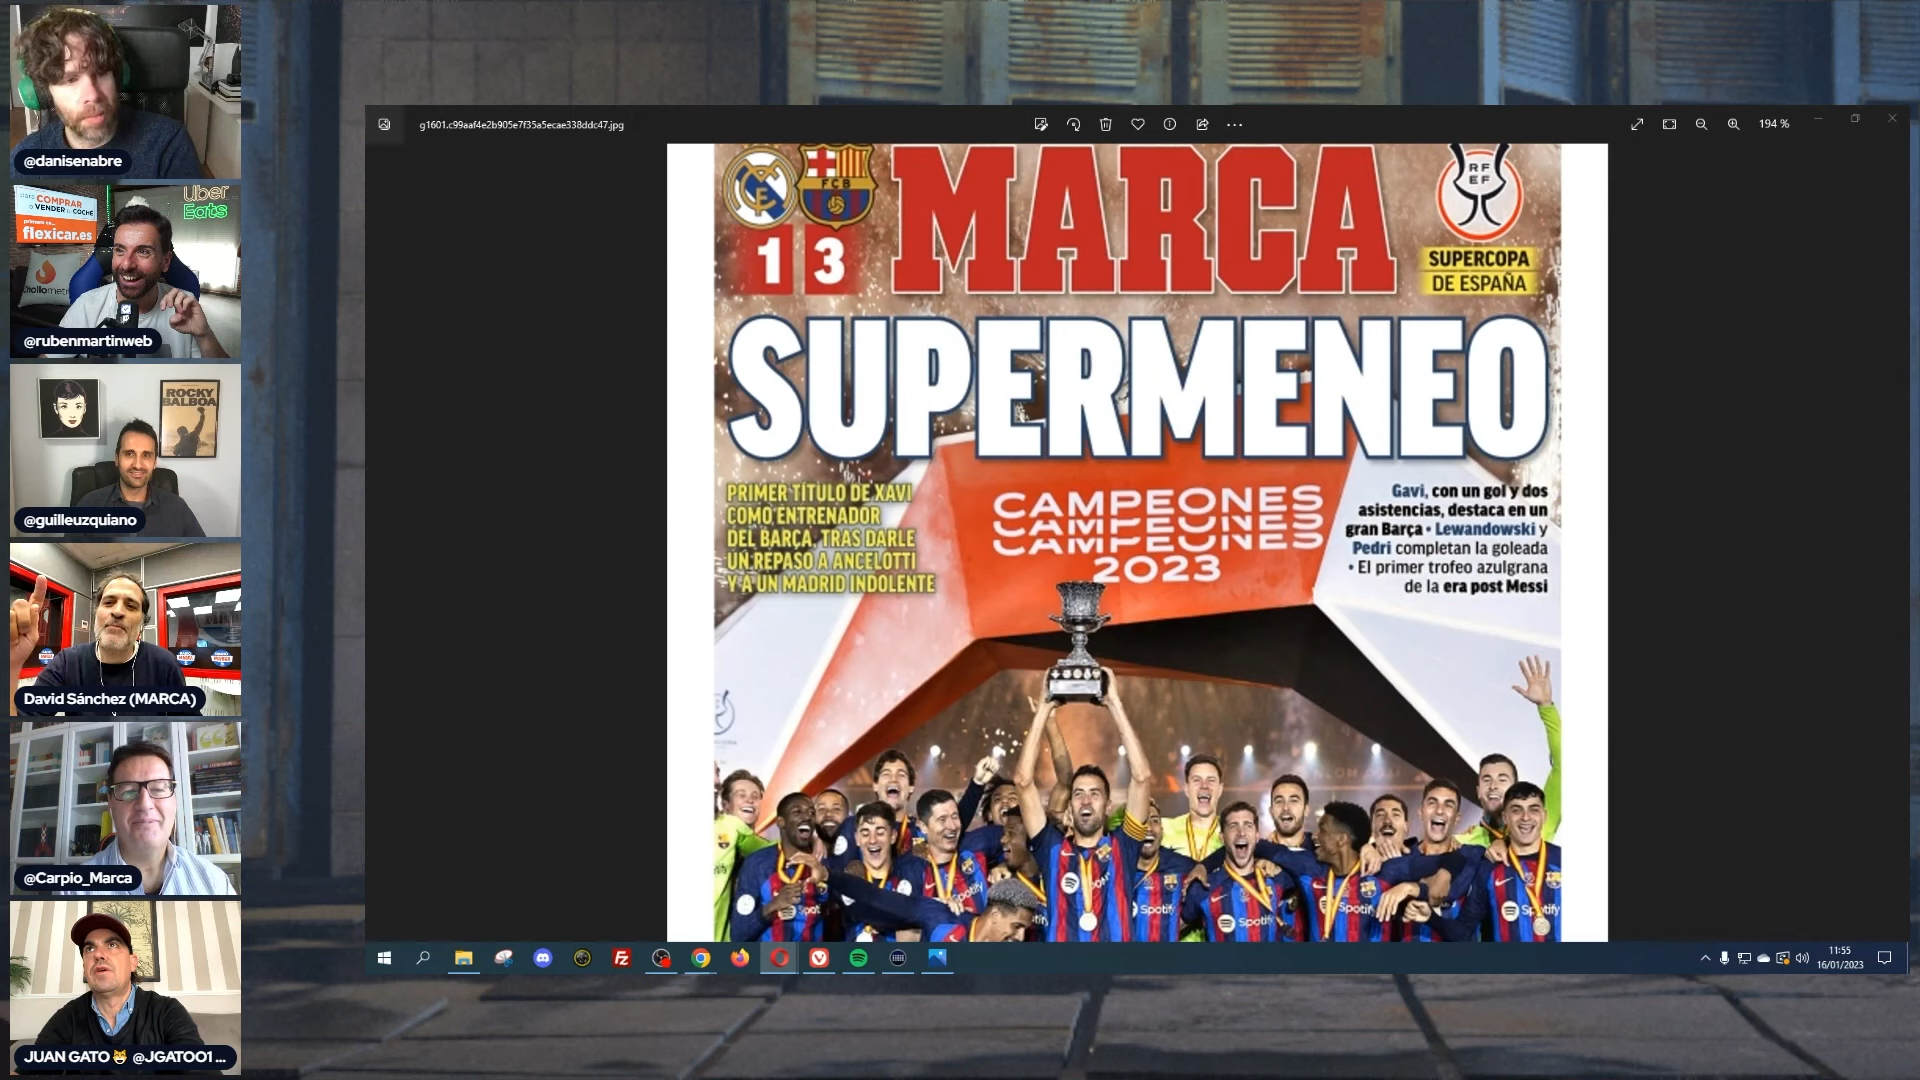 @danisenabre
COMPRAR
o VENDER tu COCHE
flexicar.es
Uber
Eats
@rubenmartinweb
ROCKY
BALBOA
@guilleuzquiano
David Sánchez (MARCA)
@Carpio_Marca
JUAN GATO 😺 @JGATOO1 ...
g1601.c99aaf4e2b905e7f35a5ecae338ddc47.jpg
194 %
FCB
1 3
MARCA
RF
EF
SUPERCOPA
DE ESPAÑA
SUPERMENEO
PRIMER TÍTULO DE XAVI
COMO ENTRENADOR
DEL BARÇA, TRAS DARLE
UN REPASO A ANCELOTTI
Y A UN MADRID INDOLENTE
CAMPEONES
CAMPEONES
CAMPEONES
2023
Gavi, con un gol y dos
asistencias, destaca en un
gran Barça • Lewandowski y
Pedri completan la goleada
• El primer trofeo azulgrana
de la era post Messi
Spotify
Spotify
Spotify
Spotify
Spotify
11:55
16/01/2023